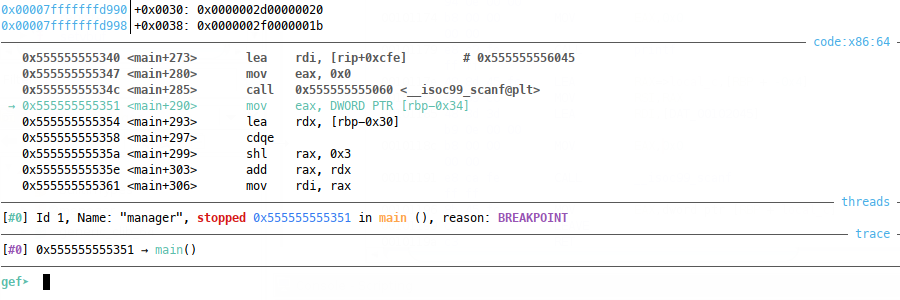 0x00007fffffffd990│+0x0030: 0x0000002d00000020
0x00007fffffffd998│+0x0038: 0x0000002f0000001b
code:x86:64
0x555555555340 <main+273> lea rdi, [rip+0xcfe] # 0x555555556045
0x555555555347 <main+280> mov eax, 0x0
0x55555555534c <main+285> call 0x555555555060 <__isoc99_scanf@plt>
→ 0x555555555351 <main+290> mov eax, DWORD PTR [rbp-0x34]
0x555555555354 <main+293> lea rdx, [rbp-0x30]
0x555555555358 <main+297> cdqe
0x55555555535a <main+299> shl rax, 0x3
0x55555555535e <main+303> add rax, rdx
0x555555555361 <main+306> mov rdi, rax
threads
[#0] Id 1, Name: "manager", stopped 0x555555555351 in main (), reason: BREAKPOINT
trace
[#0] 0x555555555351 → main()
gef➤